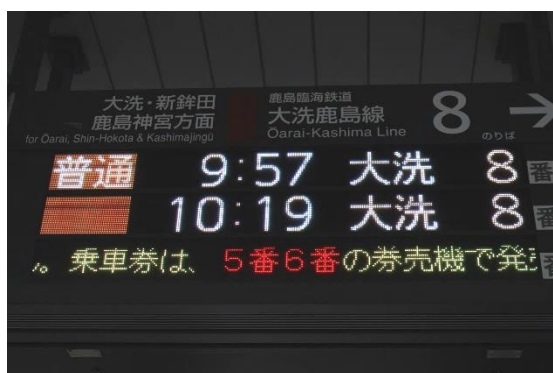 大洗・新鉾田
鹿島神宮方面
for Ōarai, Shin-Hokota & Kashimajingū
鹿島臨海鉄道
大洗鹿島線
Ōarai-Kashima Line
8
のりば
普通 9:57 大洗 8 番
10:19 大洗 8 番
。 乗車券は、 5番6番の券売機で発
番